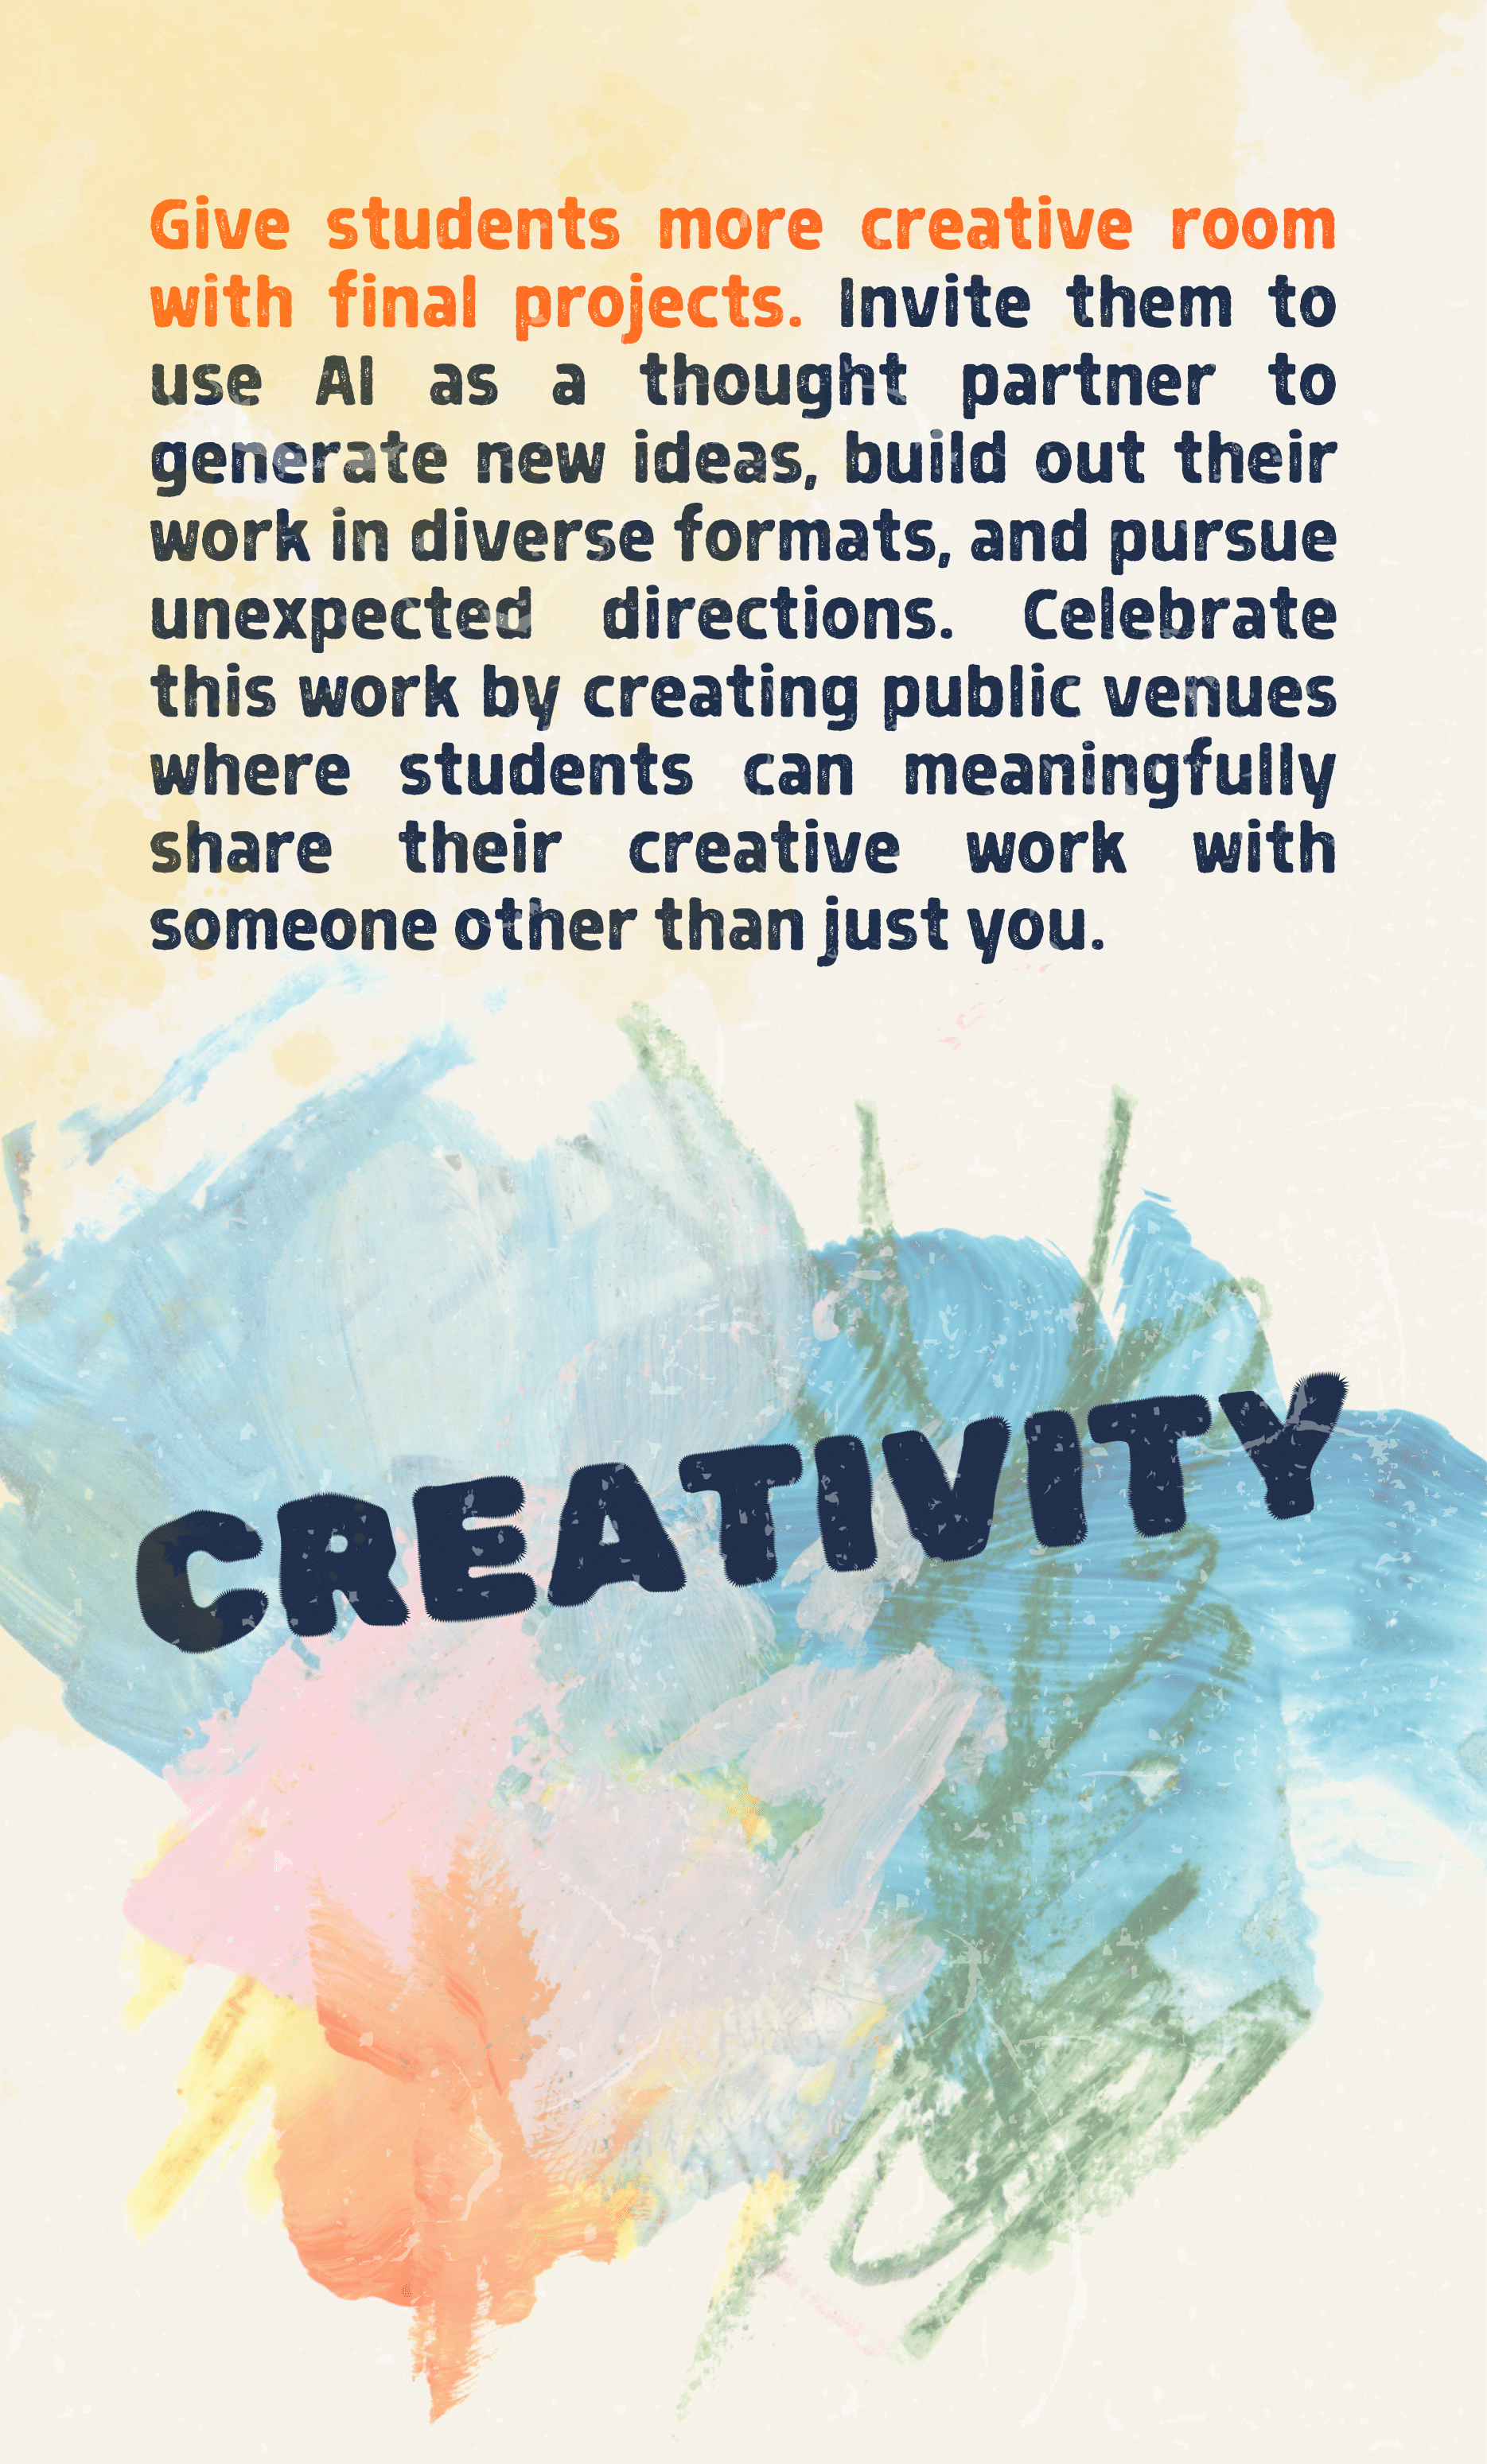 Give students more creative room
with final projects. Invite them to
use AI as a thought partner to
generate new ideas, build out their
work in diverse formats, and pursue
unexpected directions. Celebrate
this work by creating public venues
where students can meaningfully
share their creative work with
someone other than just you.
CREATIVITY